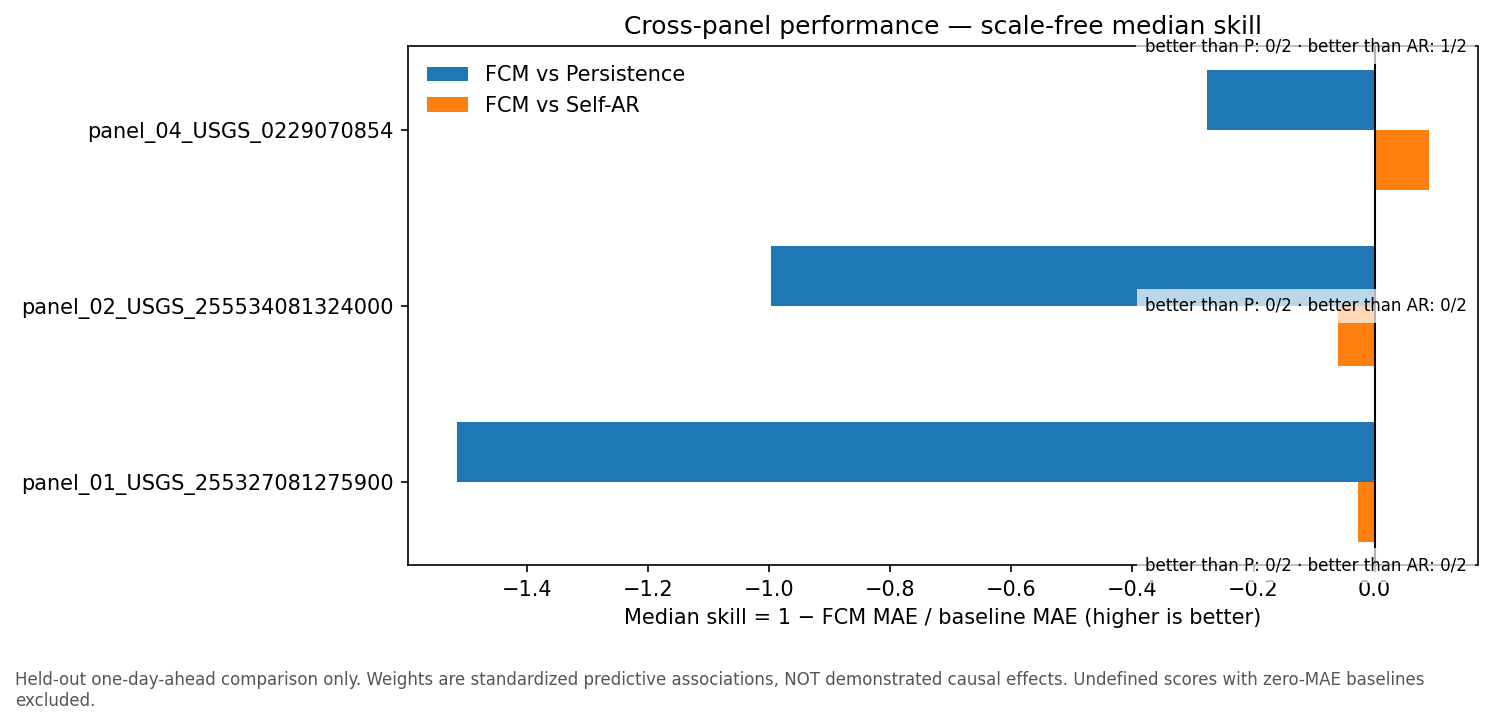 Cross-panel performance — scale-free median skill
better than P: 0/2 · better than AR: 1/2
FCM vs Persistence
FCM vs Self-AR
panel_04_USGS_0229070854
panel_02_USGS_255534081324000
better than P: 0/2 · better than AR: 0/2
panel_01_USGS_255327081275900
better than P: 0/2 · better than AR: 0/2
−1.4 −1.2 −1.0 −0.8 −0.6 −0.4 −0.2 0.0
Median skill = 1 − FCM MAE / baseline MAE (higher is better)
Held-out one-day-ahead comparison only. Weights are standardized predictive associations, NOT demonstrated causal effects. Undefined scores with zero-MAE baselines
excluded.